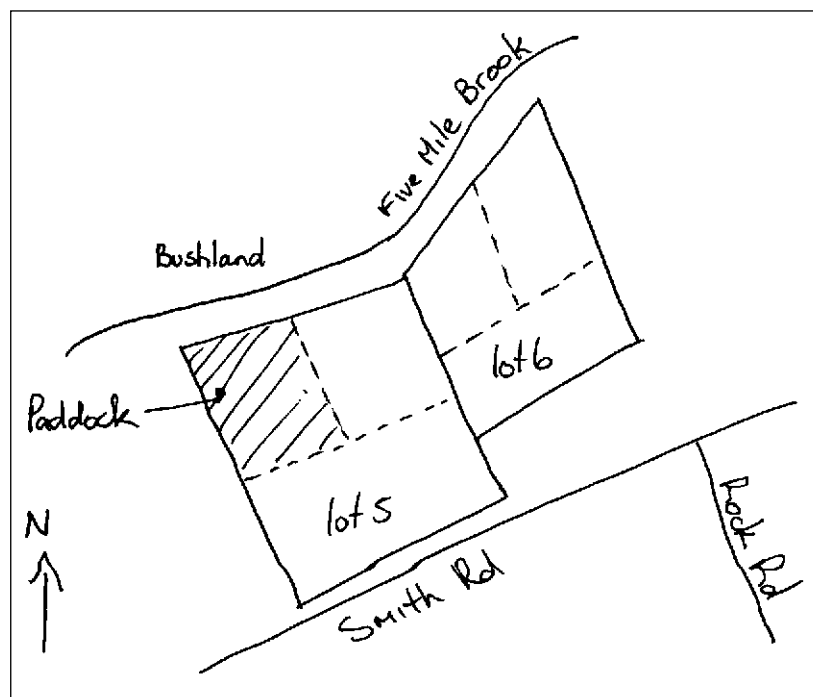 Five Mile Brook
Bushland
Paddock
lot 6
lot 5
N
Smith Rd
Rock Rd